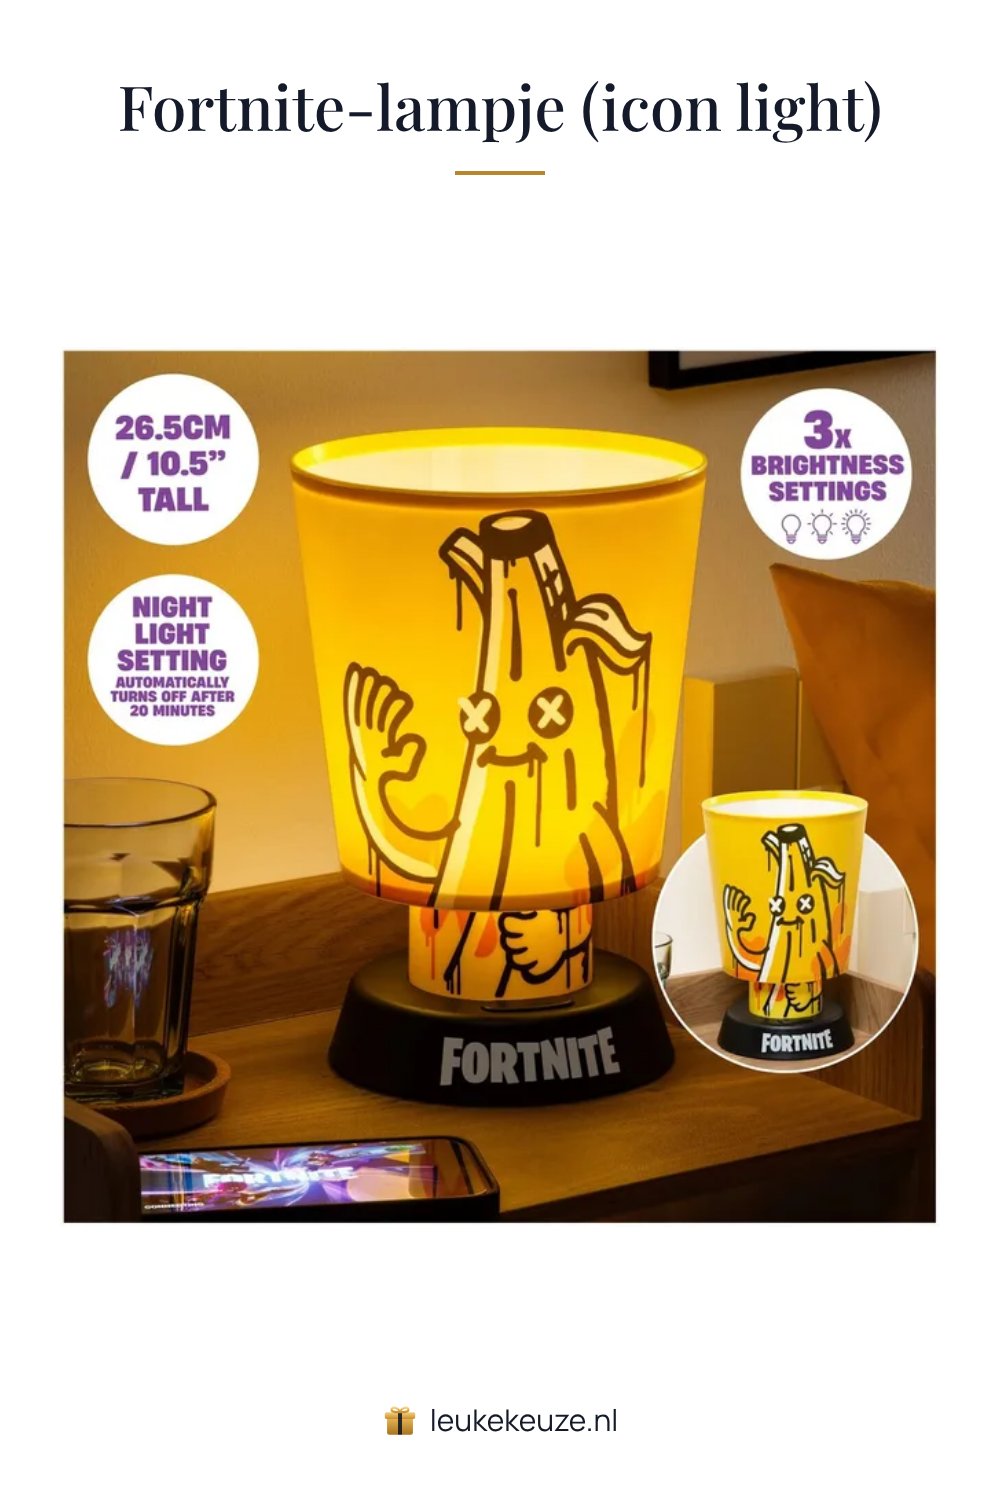 Fortnite-lampje (icon light)
26.5CM
/ 10.5”
TALL
3x
BRIGHTNESS
SETTINGS
NIGHT
LIGHT
SETTING
AUTOMATICALLY
TURNS OFF AFTER
20 MINUTES
FORTNITE
FORTNITE
FORTNITE
leukekeuze.nl